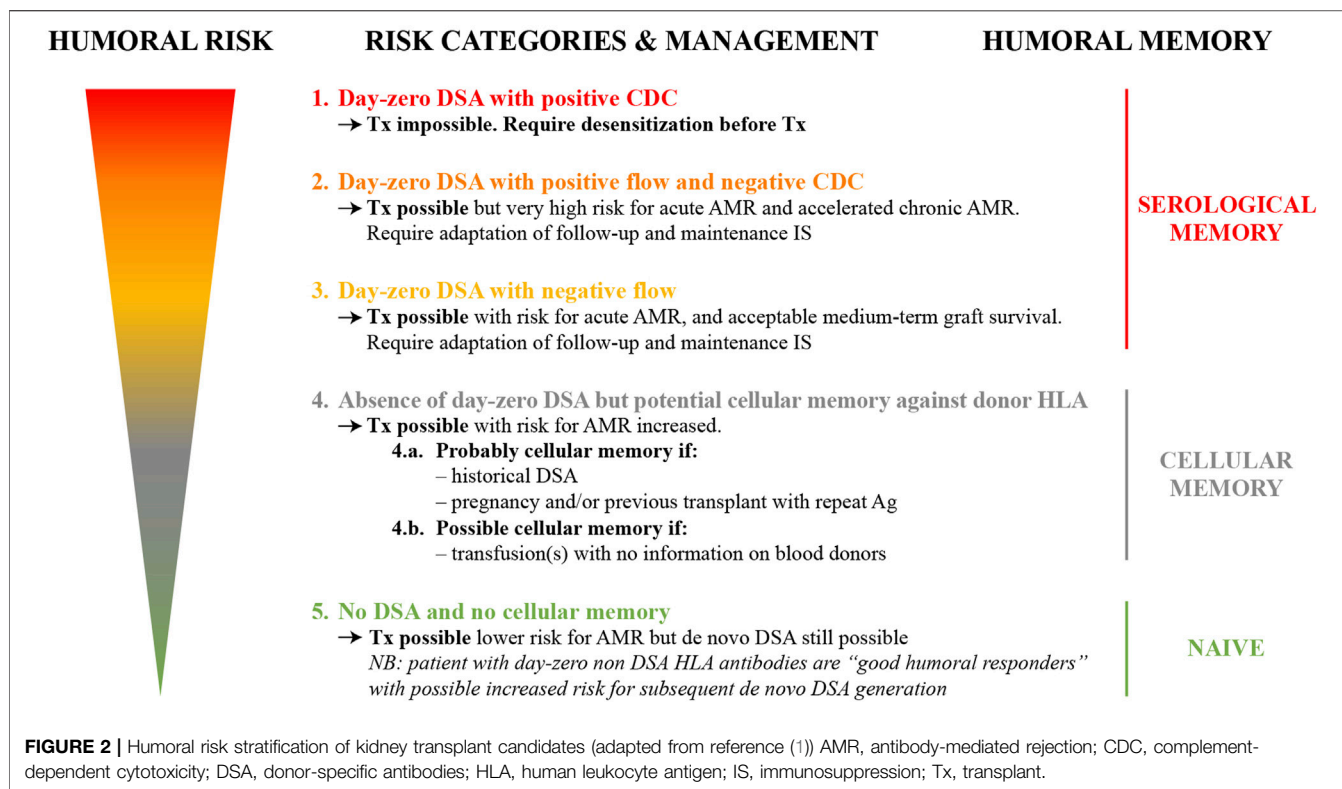 HUMORAL RISK
RISK CATEGORIES & MANAGEMENT
HUMORAL MEMORY
1. Day-zero DSA with positive CDC
→ Tx impossible. Require desensitization before Tx
2. Day-zero DSA with positive flow and negative CDC
→ Tx possible but very high risk for acute AMR and accelerated chronic AMR.
Require adaptation of follow-up and maintenance IS
3. Day-zero DSA with negative flow
→ Tx possible with risk for acute AMR, and acceptable medium-term graft survival.
Require adaptation of follow-up and maintenance IS
SEROLOGICAL
MEMORY
4. Absence of day-zero DSA but potential cellular memory against donor HLA
→ Tx possible with risk for AMR increased.
4.a. Probably cellular memory if:
– historical DSA
– pregnancy and/or previous transplant with repeat Ag
4.b. Possible cellular memory if:
– transfusion(s) with no information on blood donors
CELLULAR
MEMORY
5. No DSA and no cellular memory
→ Tx possible lower risk for AMR but de novo DSA still possible
NB: patient with day-zero non DSA HLA antibodies are “good humoral responders”
with possible increased risk for subsequent de novo DSA generation
NAIVE
FIGURE 2 | Humoral risk stratification of kidney transplant candidates (adapted from reference (1)) AMR, antibody-mediated rejection; CDC, complement-
dependent cytotoxicity; DSA, donor-specific antibodies; HLA, human leukocyte antigen; IS, immunosuppression; Tx, transplant.